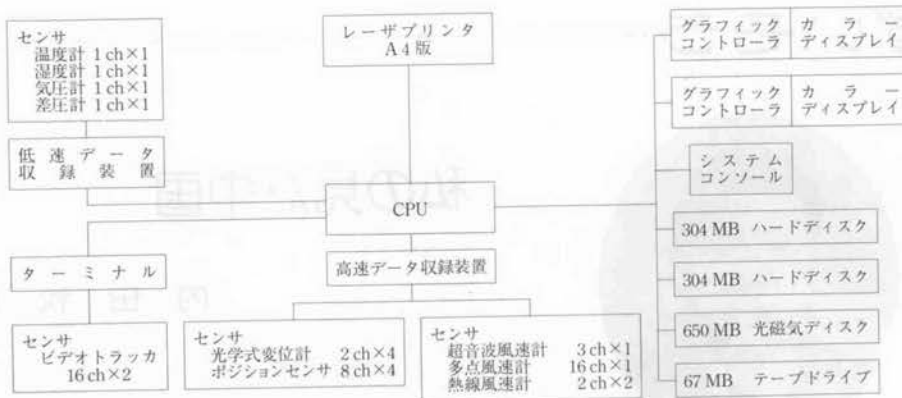 センサ
温度計 1ch×1
湿度計 1ch×1
気圧計 1ch×1
差圧計 1ch×1
低速データ
収録装置
ターミナル
センサ
ビデオトラッカ
16ch×2
レーザプリンタ
A4版
CPU
高速データ収録装置
センサ
光学式変位計 2ch×4
ポジションセンサ 8ch×4
センサ
超音波風速計 3ch×1
多点風速計 16ch×1
熱線風速計 2ch×2
グラフィック
コントローラ
カラー
ディスプレイ
グラフィック
コントローラ
カラー
ディスプレイ
システム
コンソール
304MB ハードディスク
304MB ハードディスク
650MB 光磁気ディスク
67MB テープドライブ